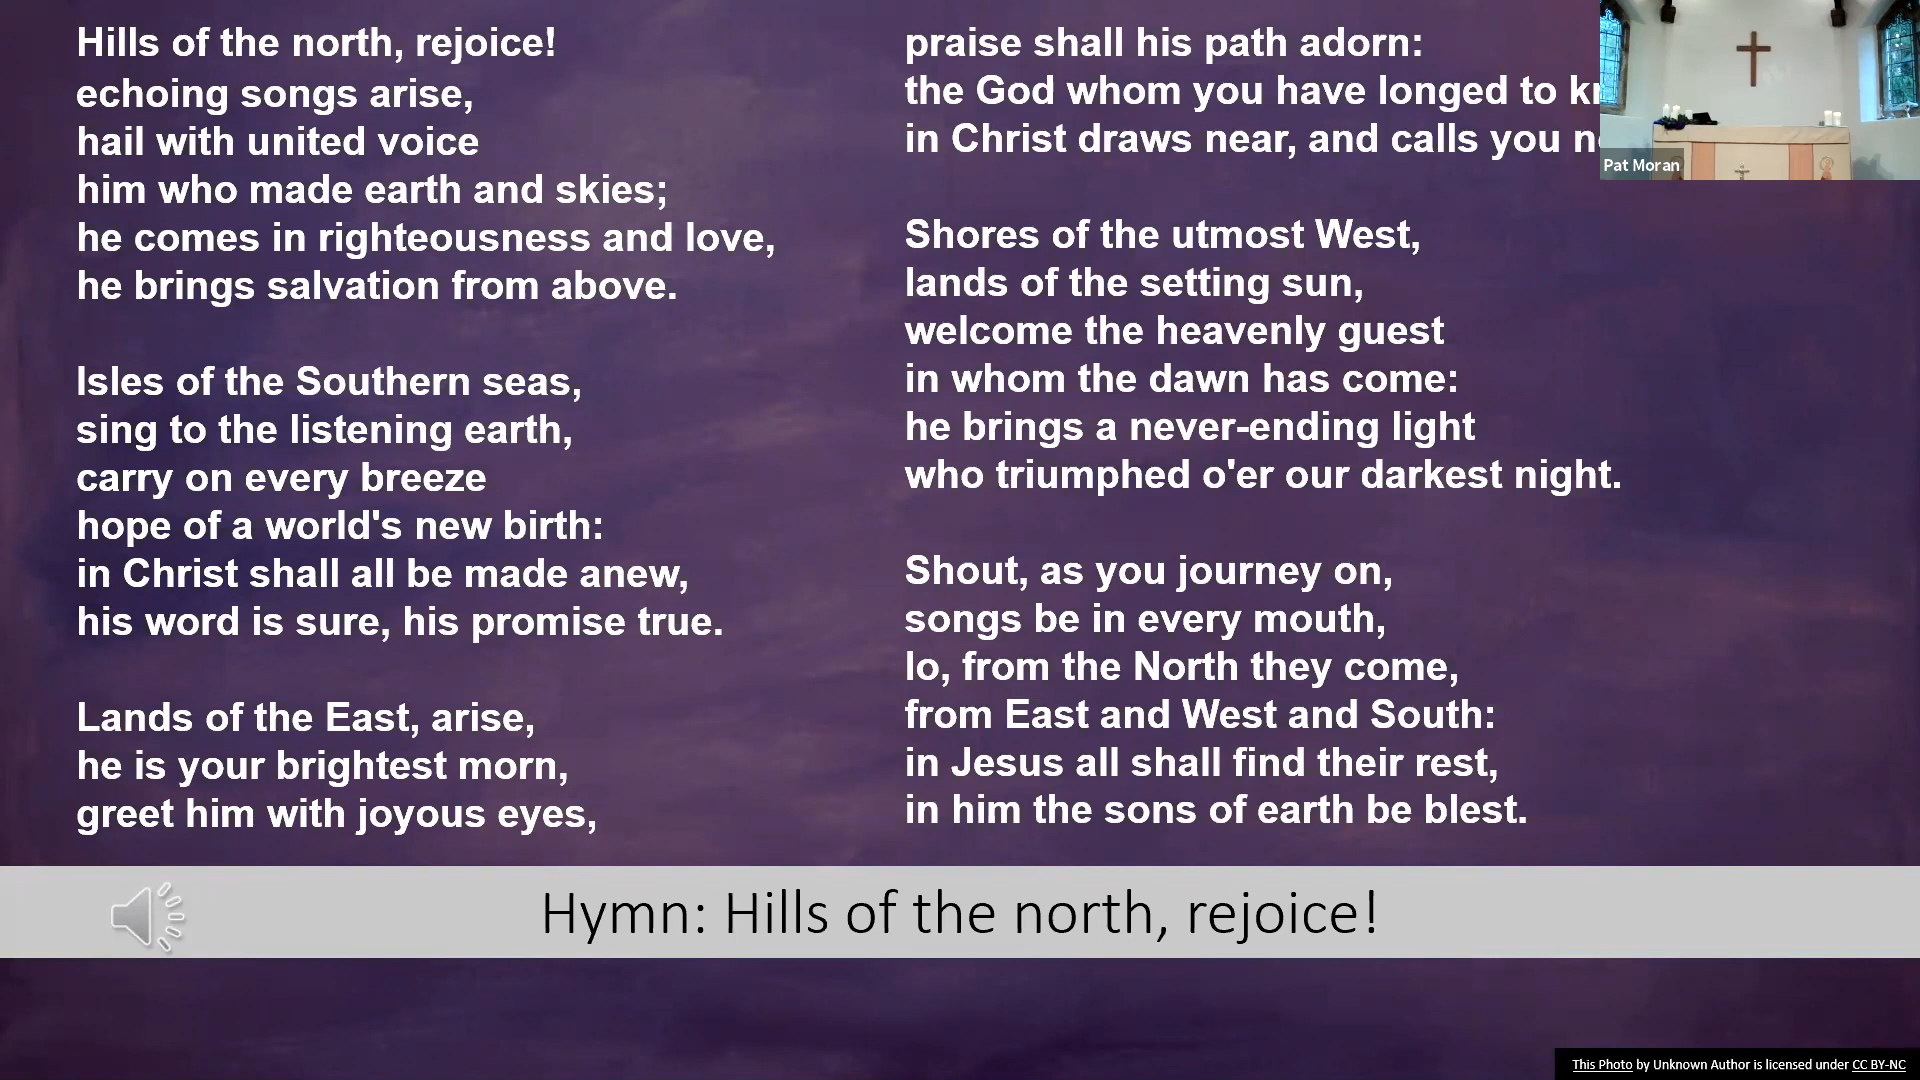 Hills of the north, rejoice!
echoing songs arise,
hail with united voice
him who made earth and skies;
he comes in righteousness and love,
he brings salvation from above.
Isles of the Southern seas,
sing to the listening earth,
carry on every breeze
hope of a world's new birth:
in Christ shall all be made anew,
his word is sure, his promise true.
Lands of the East, arise,
he is your brightest morn,
greet him with joyous eyes,
praise shall his path adorn:
the God whom you have longed to
in Christ draws near, and calls you
Shores of the utmost West,
lands of the setting sun,
welcome the heavenly guest
in whom the dawn has come:
he brings a never-ending light
who triumphed o'er our darkest night.
Shout, as you journey on,
songs be in every mouth,
lo, from the North they come,
from East and West and South:
in Jesus all shall find their rest,
in him the sons of earth be blest.
Pat Moran
Hymn: Hills of the north, rejoice!
This Photo by Unknown Author is licensed under CC BY-NC